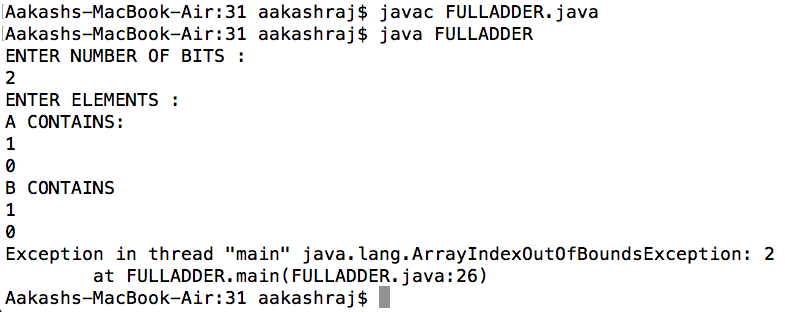 [Aakashs-MacBook-Air:31 aakashraj$ javac FULLADDER.java
[Aakashs-MacBook-Air:31 aakashraj$ java FULLADDER
ENTER NUMBER OF BITS :
2
ENTER ELEMENTS :
A CONTAINS:
1
0
B CONTAINS
1
0
Exception in thread "main" java.lang.ArrayIndexOutOfBoundsException: 2
        at FULLADDER.main(FULLADDER.java:26)
Aakashs-MacBook-Air:31 aakashraj$